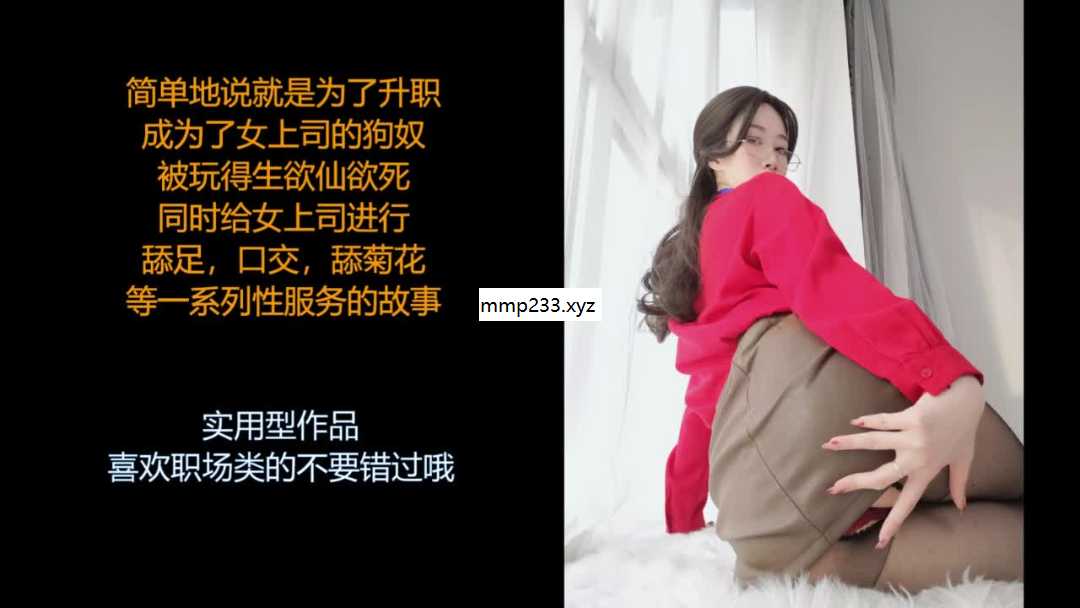 简单地说就是为了升职
成为了女上司的狗奴
被玩得生欲仙欲死
同时给女上司进行
舔足，口交，舔菊花
等一系列性服务的故事
mmp233.xyz
实用型作品
喜欢职场类的不要错过哦